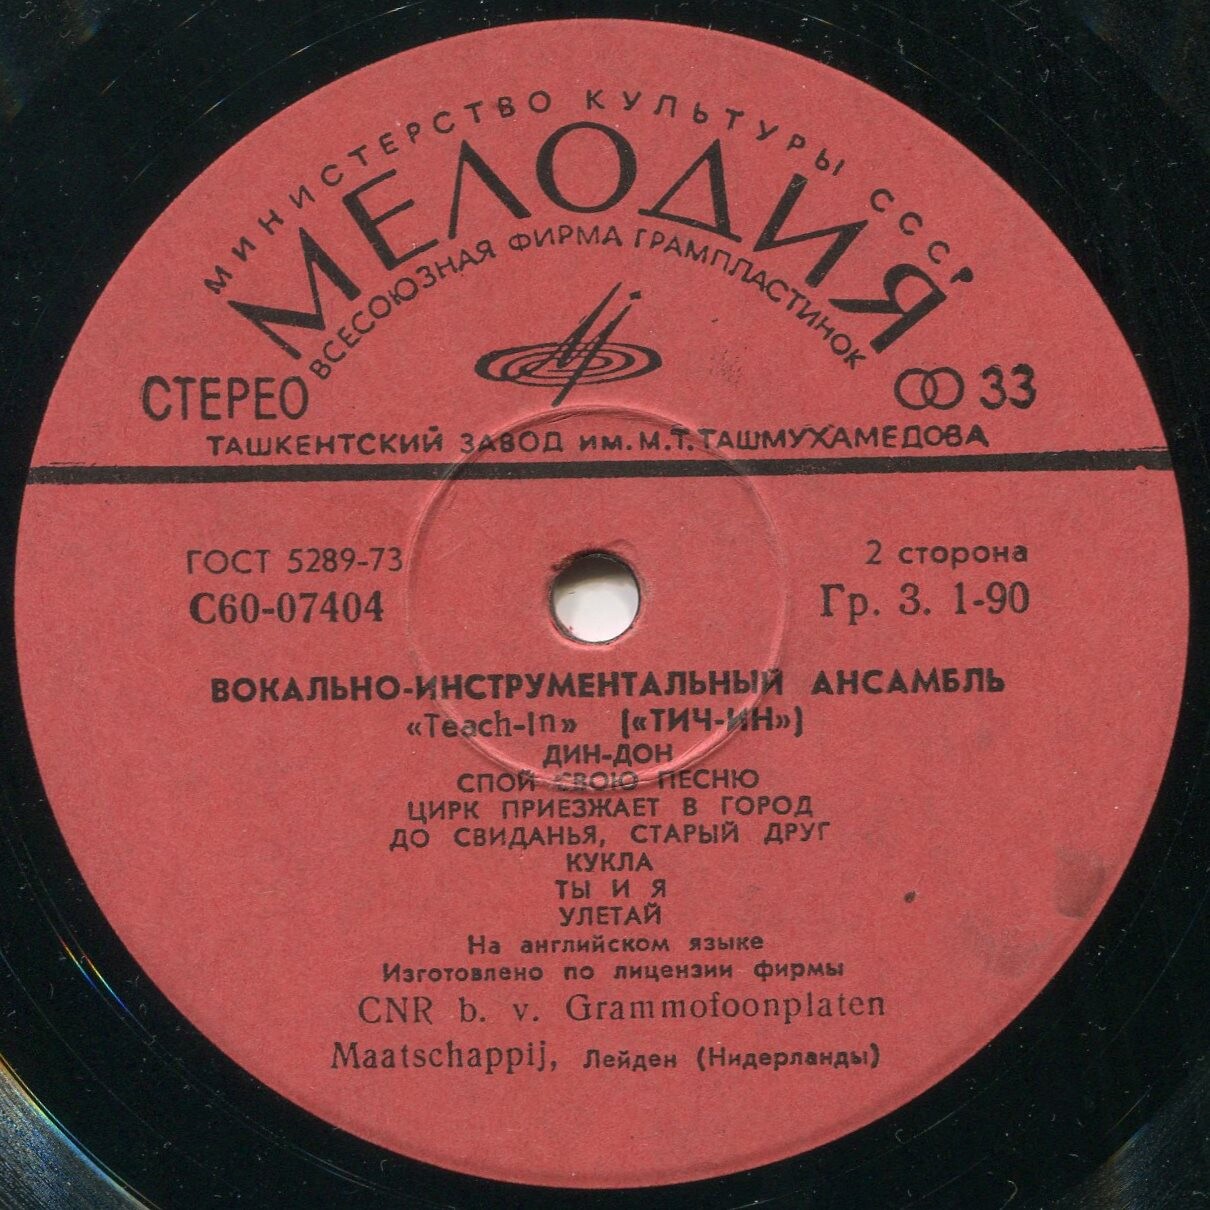 МИНИСТЕРСТВО КУЛЬТУРЫ СССР
МЕЛОДИЯ
ВСЕСОЮЗНАЯ ФИРМА ГРАМПЛАСТИНОК
СТЕРЕО 33
ТАШКЕНТСКИЙ ЗАВОД им. М.Т. ТАШМУХАМЕДОВА
ГОСТ 5289-73 2 сторона
С60-07404 Гр. 3. 1-90
ВОКАЛЬНО-ИНСТРУМЕНТАЛЬНЫЙ АНСАМБЛЬ
«Teach-In» («ТИЧ-ИН»)
ДИН-ДОН
СПОЙ СВОЮ ПЕСНЮ
ЦИРК ПРИЕЗЖАЕТ В ГОРОД
ДО СВИДАНЬЯ, СТАРЫЙ ДРУГ
КУКЛА
ТЫ И Я
УЛЕТАЙ
На английском языке
Изготовлено по лицензии фирмы
CNR b. v. Grammofoonplaten
Maatschappij, Лейден (Нидерланды)